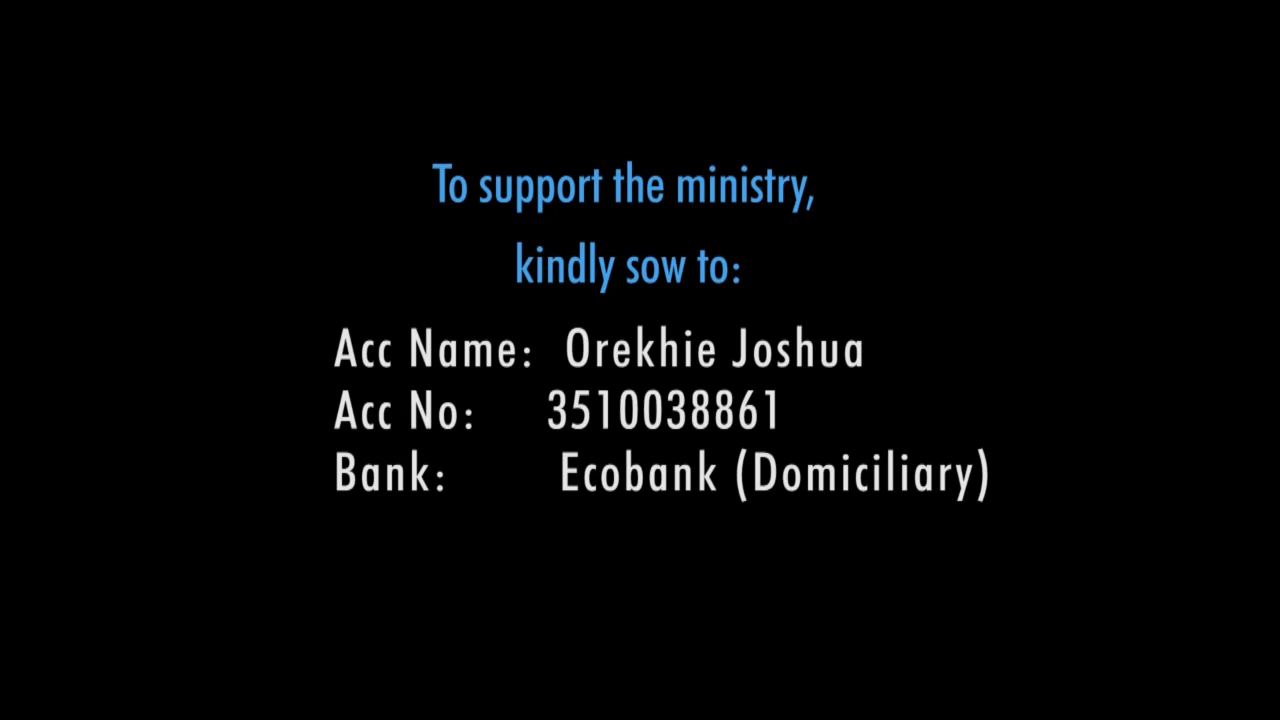 To support the ministry,
kindly sow to:
Acc Name: Orekhie Joshua
Acc No: 3510038861
Bank: Ecobank (Domiciliary)